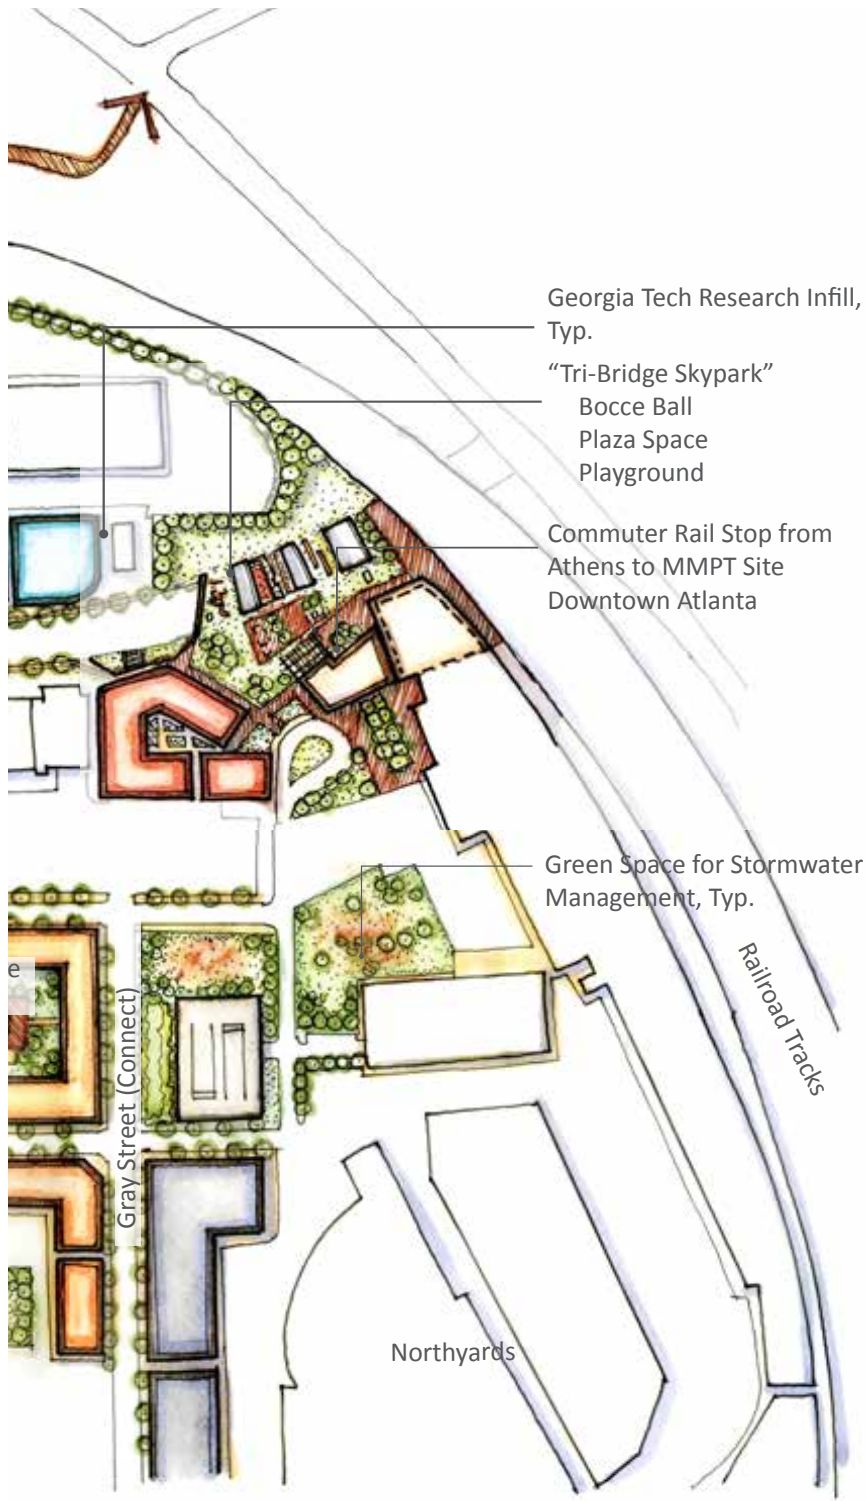 Georgia Tech Research Infill,
Typ.
“Tri-Bridge Skypark”
Bocce Ball
Plaza Space
Playground
Commuter Rail Stop from
Athens to MMPT Site
Downtown Atlanta
Green Space for Stormwater
Management, Typ.
e
Railroad Tracks
Gray Street (Connect)
Northyards